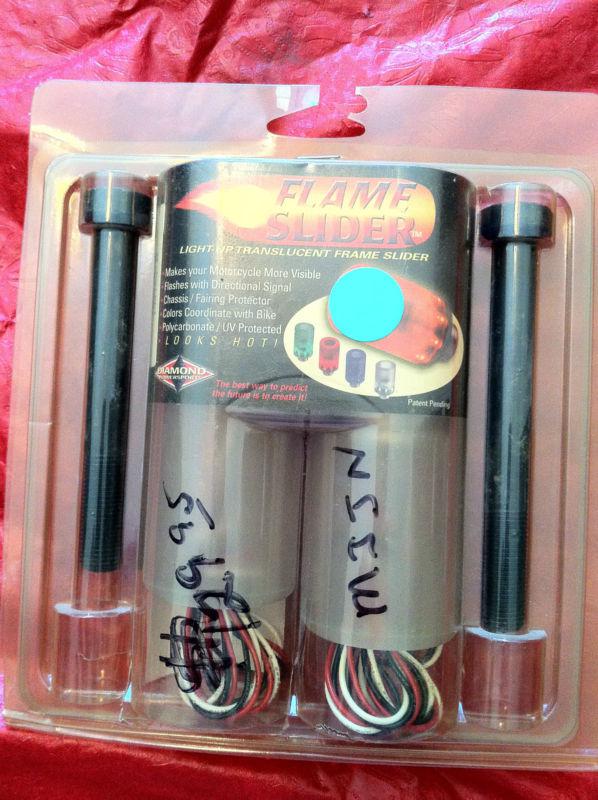 FLAME
SLIDER™
LIGHT-UP TRANSLUCENT FRAME SLIDER
· Makes your Motorcycle More Visible
· Flashes with Directional Signal
· Chassis / Fairing Protector
· Colors Coordinate with Bike
· Polycarbonate / UV Protected
· LOOKS HOT!
DIAMOND
POWERSPORTS
The best way to predict
the future is to create it!
Patent Pending